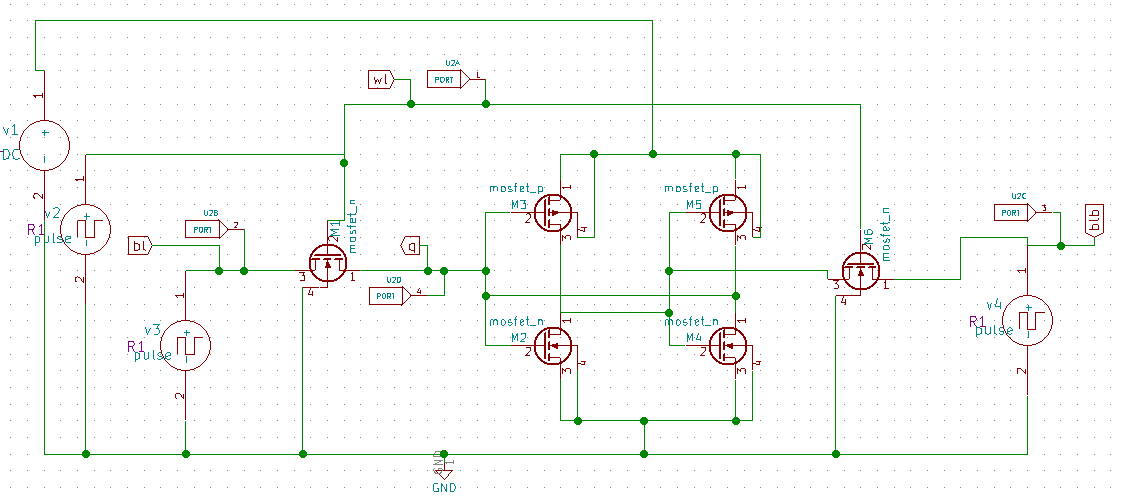 U2A
wl
PORT
1
1
v1
DC
2
mosfet_p
M3
1
2
3
4
mosfet_p
M5
1
2
3
4
1
v2
R1
pulse
2
U2B
PORT
2
bl
M1
mosfet_n
2
3
1
4
q
U2D
PORT
4
M6
mosfet_n
2
3
1
4
U2C
PORT
3
blb
1
v3
R1
pulse
2
mosfet_n
M2
1
2
3
4
mosfet_n
M4
1
2
3
4
1
v4
R1
pulse
2
GND
1
GND